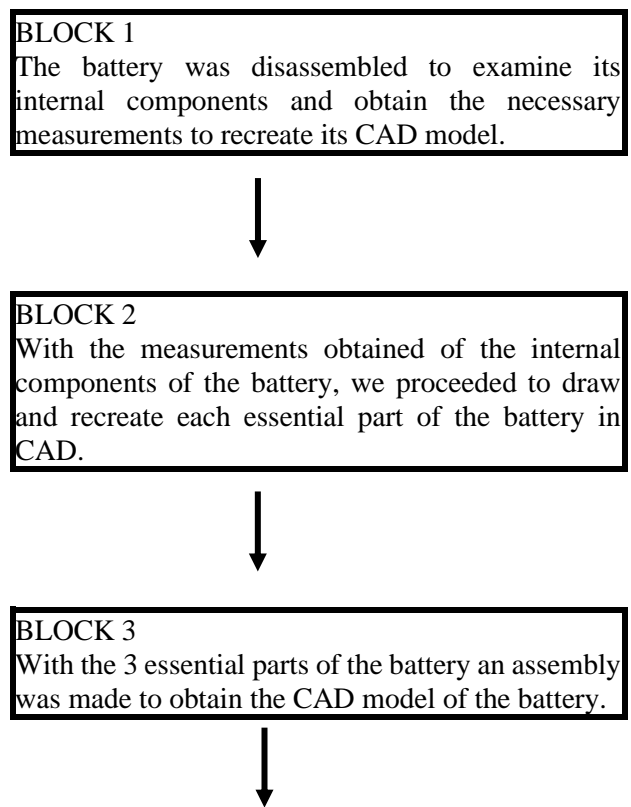 BLOCK 1
The battery was disassembled to examine its
internal components and obtain the necessary
measurements to recreate its CAD model.
BLOCK 2
With the measurements obtained of the internal
components of the battery, we proceeded to draw
and recreate each essential part of the battery in
CAD.
BLOCK 3
With the 3 essential parts of the battery an assembly
was made to obtain the CAD model of the battery.